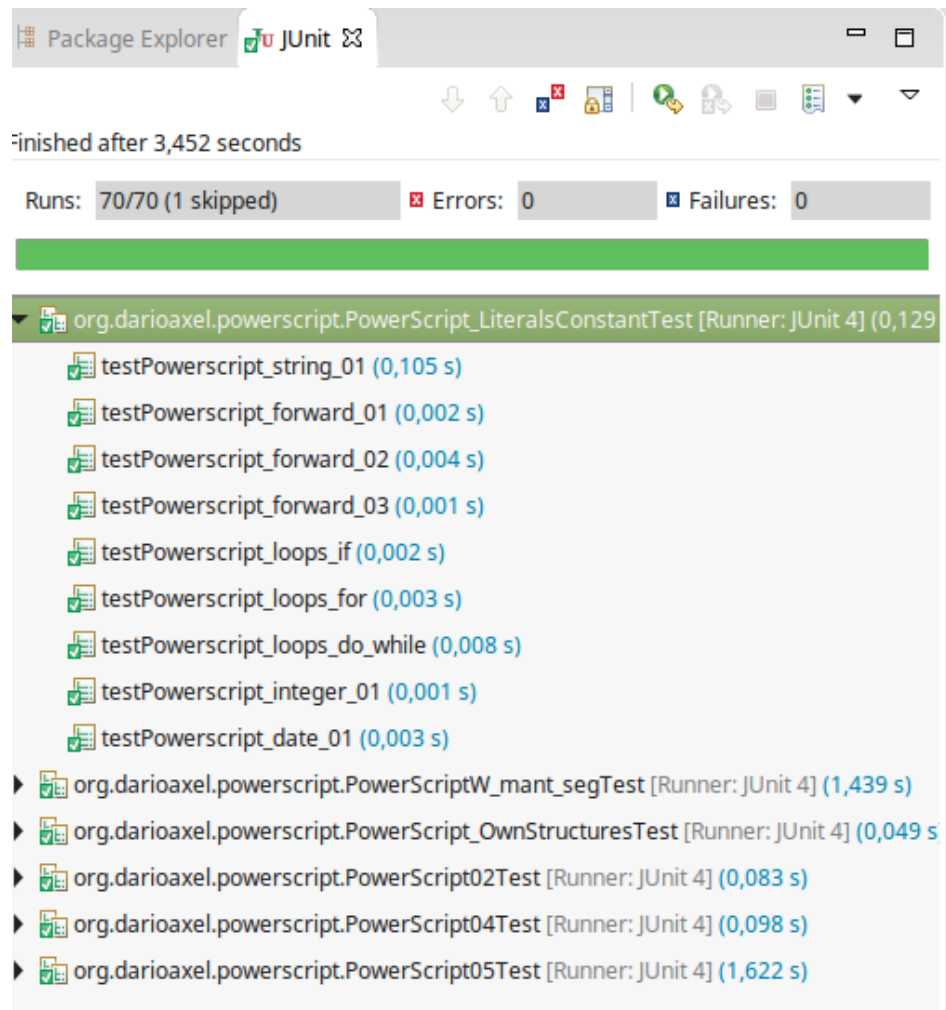 Package Explorer JUnit
Finished after 3,452 seconds
Runs: 70/70 (1 skipped) Errors: 0 Failures: 0
org.darioaxel.powerscript.PowerScript_LiteralsConstantTest [Runner: JUnit 4] (0,129
testPowerscript_string_01 (0,105 s)
testPowerscript_forward_01 (0,002 s)
testPowerscript_forward_02 (0,004 s)
testPowerscript_forward_03 (0,001 s)
testPowerscript_loops_if (0,002 s)
testPowerscript_loops_for (0,003 s)
testPowerscript_loops_do_while (0,008 s)
testPowerscript_integer_01 (0,001 s)
testPowerscript_date_01 (0,003 s)
org.darioaxel.powerscript.PowerScriptW_mant_segTest [Runner: JUnit 4] (1,439 s)
org.darioaxel.powerscript.PowerScript_OwnStructuresTest [Runner: JUnit 4] (0,049 s
org.darioaxel.powerscript.PowerScript02Test [Runner: JUnit 4] (0,083 s)
org.darioaxel.powerscript.PowerScript04Test [Runner: JUnit 4] (0,098 s)
org.darioaxel.powerscript.PowerScript05Test [Runner: JUnit 4] (1,622 s)